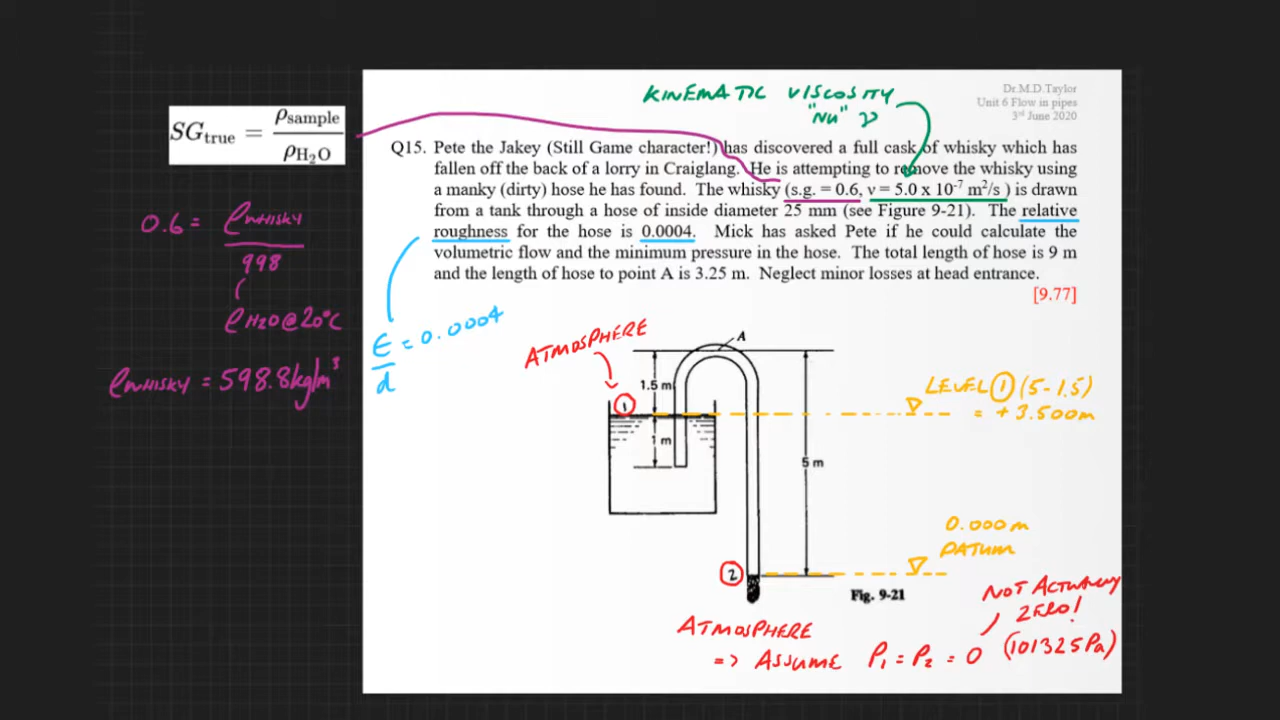 KINEMATIC VISCOSITY
"Nu" ν
Dr.M.D.Taylor
Unit 6 Flow in pipes
3rd June 2020
SGtrue = ρsample / ρH2O
Q15. Pete the Jakey (Still Game character!) has discovered a full cask of whisky which has
fallen off the back of a lorry in Craiglang. He is attempting to remove the whisky using
a manky (dirty) hose he has found. The whisky (s.g. = 0.6, ν = 5.0 x 10-7 m2/s ) is drawn
from a tank through a hose of inside diameter 25 mm (see Figure 9-21). The relative
roughness for the hose is 0.0004. Mick has asked Pete if he could calculate the
volumetric flow and the minimum pressure in the hose. The total length of hose is 9 m
and the length of hose to point A is 3.25 m. Neglect minor losses at head entrance.
[9.77]
0.6 = ρWHISKY
998
ρH2O@20°C
ρWHISKY = 598.8kg/m3
ε/d = 0.0004
ATMOSPHERE
A
1.5 m
1
1 m
5 m
LEVEL 1 (5-1.5)
= + 3.500m
0.000m
DATUM
2
Fig. 9-21
NOT ACTUALLY
ZERO!
ATMOSPHERE
=> ASSUME P1 = P2 = 0 (101325Pa)